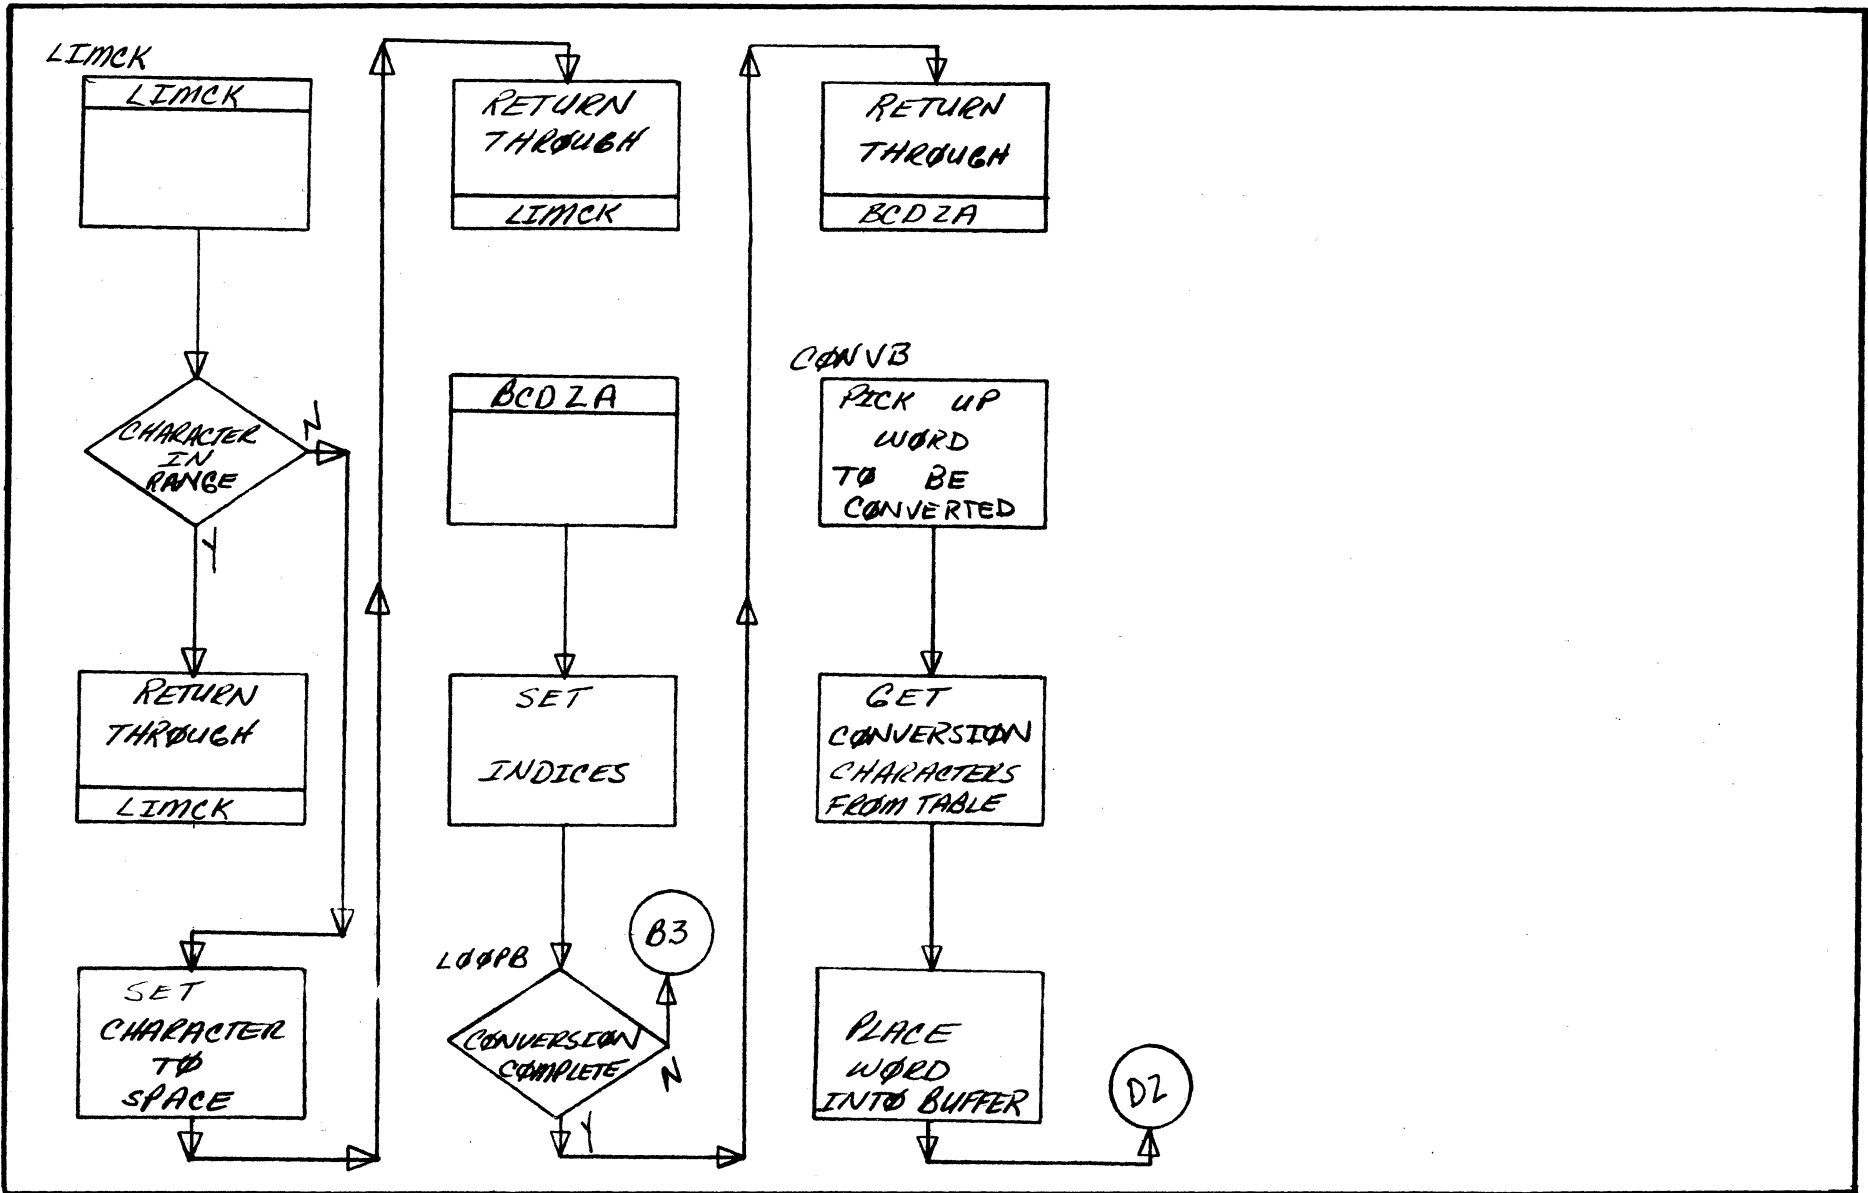 LIMCK
LIMCK
CHARACTER
IN
RANGE
N
Y
RETURN
THRØUGH
LIMCK
SET
CHARACTER
TØ
SPACE
RETURN
THRØUGH
LIMCK
BCDZA
SET
INDICES
LØØPB
CØNVERSIØN
CØMPLETE
B3
N
Y
RETURN
THRØUGH
BCDZA
CØNVB
PICK UP
WØRD
TØ BE
CØNVERTED
GET
CØNVERSIØN
CHARACTERS
FRØM TABLE
PLACE
WØRD
INTØ BUFFER
DZ